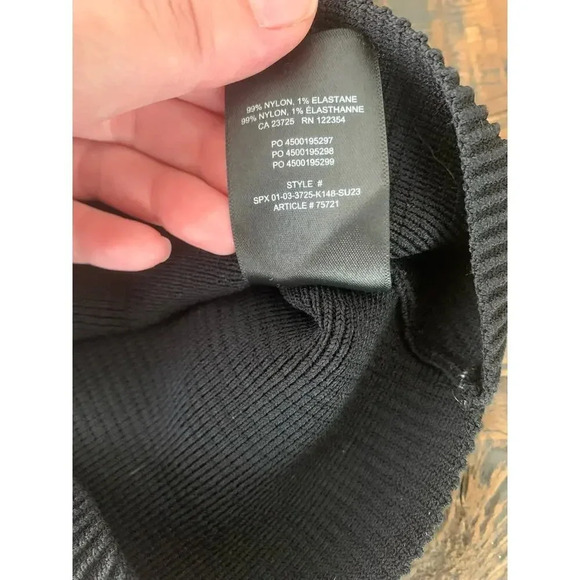 99% NYLON, 1% ELASTANE
99% NYLON, 1% ÉLASTHANNE
CA 23725 RN 122354
PO 4500195297
PO 4500195298
PO 4500195299
STYLE #
SPX 01-03-3725-K148-SU23
ARTICLE # 75721